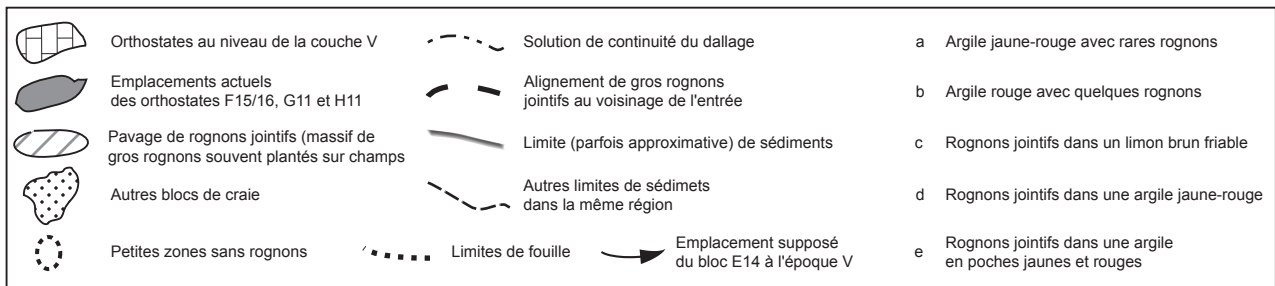 Orthostates au niveau de la couche V
Emplacements actuels
des orthostates F15/16, G11 et H11
Pavage de rognons jointifs (massif de
gros rognons souvent plantés sur champs
Autres blocs de craie
Petites zones sans rognons
Solution de continuité du dallage
Alignement de gros rognons
jointifs au voisinage de l'entrée
Limite (parfois approximative) de sédiments
Autres limites de sédimets
dans la même région
Limites de fouille
Emplacement supposé
du bloc E14 à l'époque V
a Argile jaune-rouge avec rares rognons
b Argile rouge avec quelques rognons
c Rognons jointifs dans un limon brun friable
d Rognons jointifs dans une argile jaune-rouge
e Rognons jointifs dans une argile
en poches jaunes et rouges